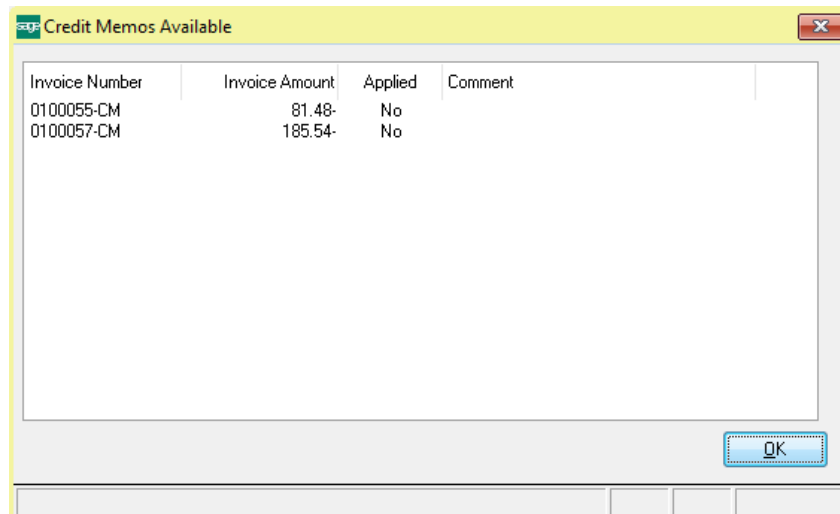 sage Credit Memos Available
Invoice Number Invoice Amount Applied Comment
0100055-CM 81.48- No
0100057-CM 185.54- No
OK